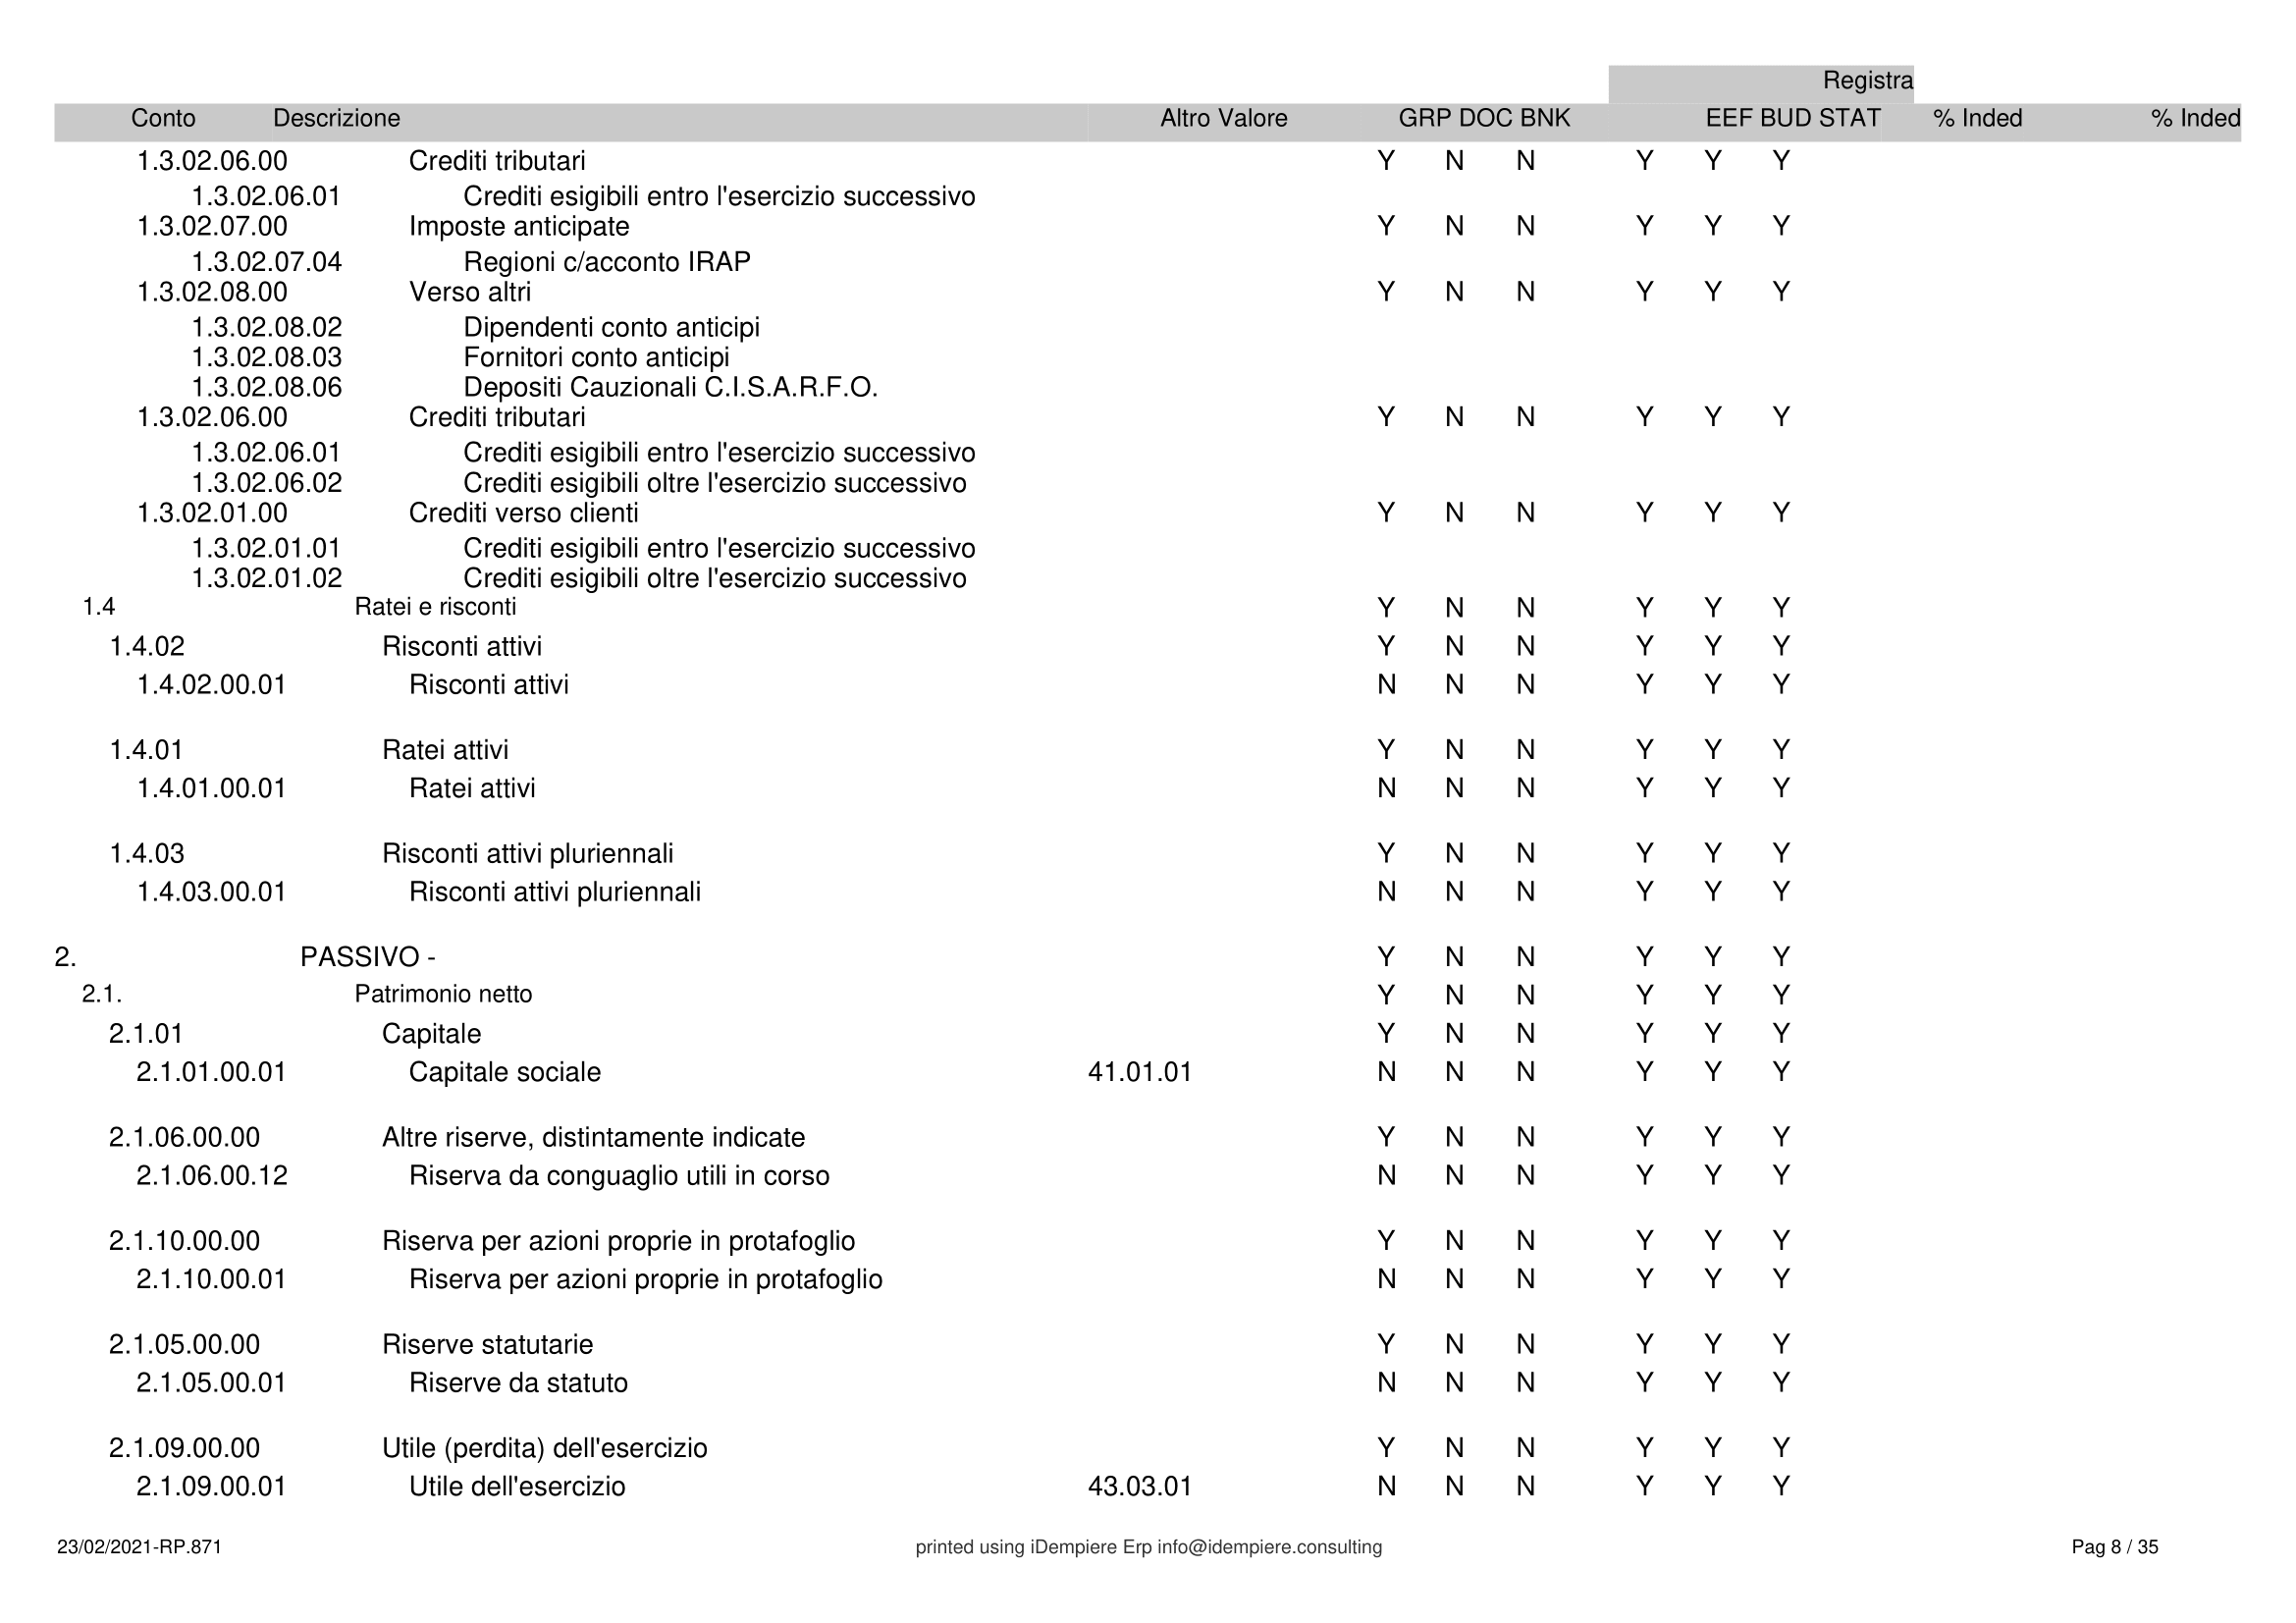 Registra
Conto Descrizione Altro Valore GRP DOC BNK EEF BUD STAT % Inded % Inded
1.3.02.06.00 Crediti tributari Y N N Y Y Y
1.3.02.06.01 Crediti esigibili entro l'esercizio successivo
1.3.02.07.00 Imposte anticipate Y N N Y Y Y
1.3.02.07.04 Regioni c/acconto IRAP
1.3.02.08.00 Verso altri Y N N Y Y Y
1.3.02.08.02 Dipendenti conto anticipi
1.3.02.08.03 Fornitori conto anticipi
1.3.02.08.06 Depositi Cauzionali C.I.S.A.R.F.O.
1.3.02.06.00 Crediti tributari Y N N Y Y Y
1.3.02.06.01 Crediti esigibili entro l'esercizio successivo
1.3.02.06.02 Crediti esigibili oltre l'esercizio successivo
1.3.02.01.00 Crediti verso clienti Y N N Y Y Y
1.3.02.01.01 Crediti esigibili entro l'esercizio successivo
1.3.02.01.02 Crediti esigibili oltre l'esercizio successivo
1.4 Ratei e risconti Y N N Y Y Y
1.4.02 Risconti attivi Y N N Y Y Y
1.4.02.00.01 Risconti attivi N N N Y Y Y
1.4.01 Ratei attivi Y N N Y Y Y
1.4.01.00.01 Ratei attivi N N N Y Y Y
1.4.03 Risconti attivi pluriennali Y N N Y Y Y
1.4.03.00.01 Risconti attivi pluriennali N N N Y Y Y
2. PASSIVO - Y N N Y Y Y
2.1. Patrimonio netto Y N N Y Y Y
2.1.01 Capitale Y N N Y Y Y
2.1.01.00.01 Capitale sociale 41.01.01 N N N Y Y Y
2.1.06.00.00 Altre riserve, distintamente indicate Y N N Y Y Y
2.1.06.00.12 Riserva da conguaglio utili in corso N N N Y Y Y
2.1.10.00.00 Riserva per azioni proprie in protafoglio Y N N Y Y Y
2.1.10.00.01 Riserva per azioni proprie in protafoglio N N N Y Y Y
2.1.05.00.00 Riserve statutarie Y N N Y Y Y
2.1.05.00.01 Riserve da statuto N N N Y Y Y
2.1.09.00.00 Utile (perdita) dell'esercizio Y N N Y Y Y
2.1.09.00.01 Utile dell'esercizio 43.03.01 N N N Y Y Y
23/02/2021-RP.871 printed using iDempiere Erp info@idempiere.consulting Pag 8 / 35